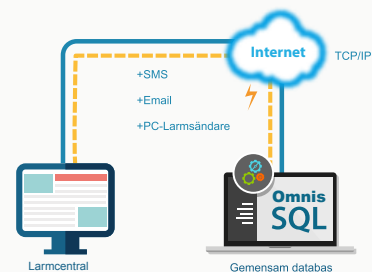 Internet
TCP/IP
+SMS
+Email
+PC-Larmsändare
Omnis
SQL
Larmcentral
Gemensam databas